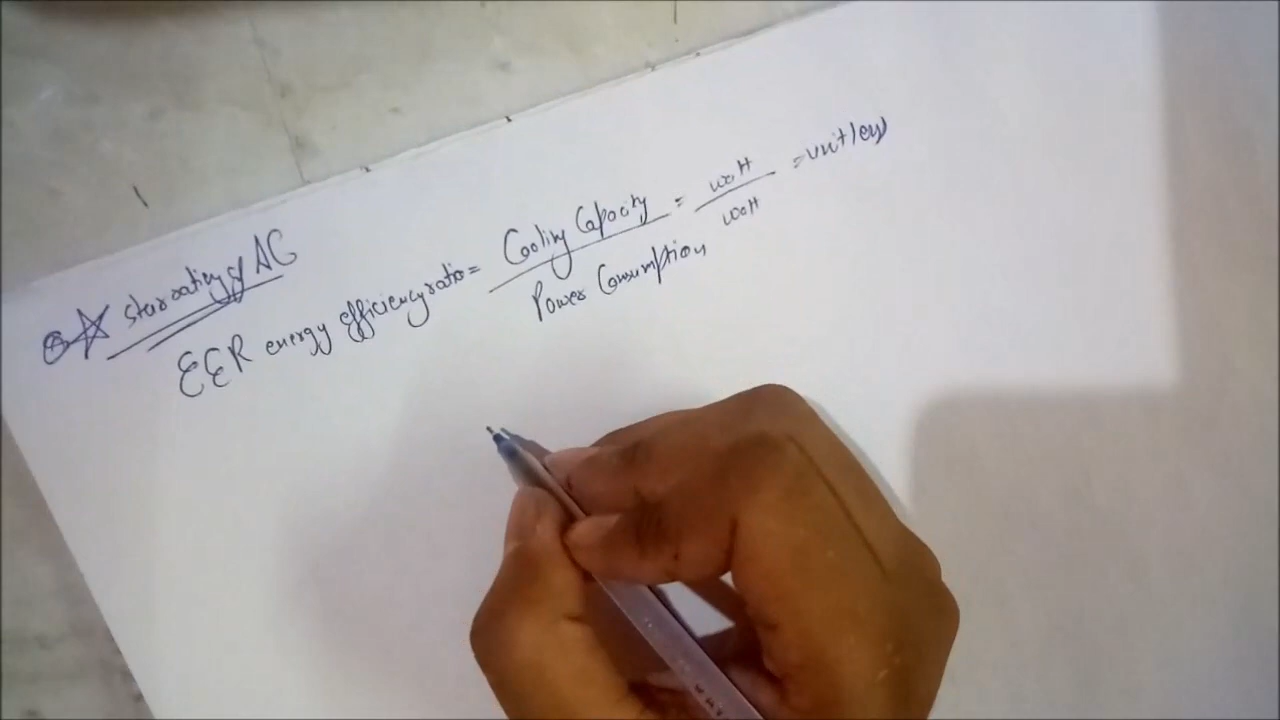 Star rating of AC
EER energy efficiency ratio = Cooling Capacity / Power Consumption = watt / watt = unitless